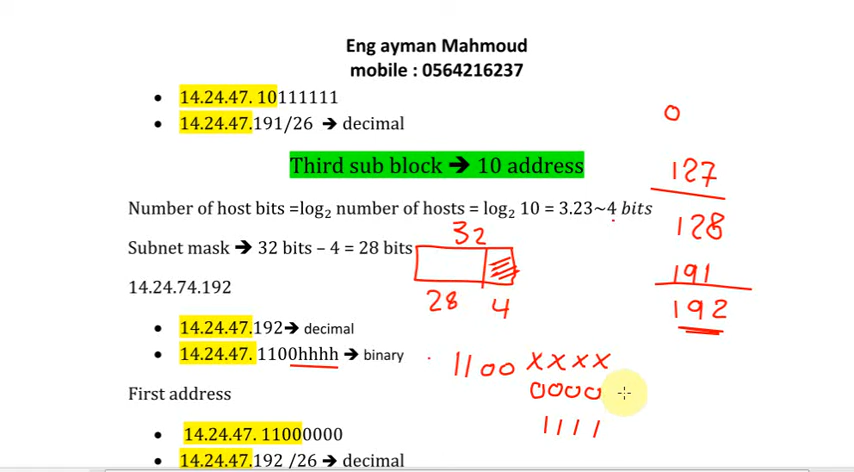 Eng ayman Mahmoud
mobile : 0564216237
• 14.24.47. 10111111
• 14.24.47.191/26 ➔ decimal
Third sub block ➔ 10 address
Number of host bits =log₂ number of hosts = log₂ 10 = 3.23~4 bits
Subnet mask ➔ 32 bits – 4 = 28 bits
14.24.74.192
• 14.24.47.192➔ decimal
• 14.24.47. 1100hhhh ➔ binary
First address
• 14.24.47. 11000000
• 14.24.47.192 /26 ➔ decimal
32
28 4
1100 xxxx
0000
1111
0
127
128
191
192